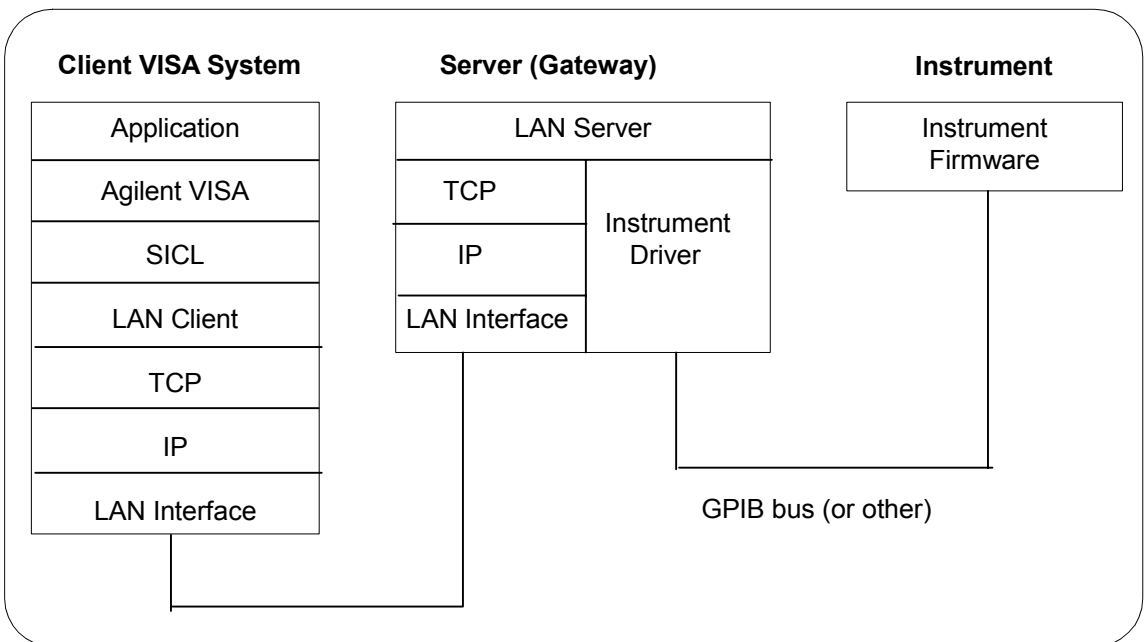 Client VISA System
Application
Agilent VISA
SICL
LAN Client
TCP
IP
LAN Interface
Server (Gateway)
LAN Server
TCP
IP
LAN Interface
Instrument
Driver
Instrument
Instrument
Firmware
GPIB bus (or other)